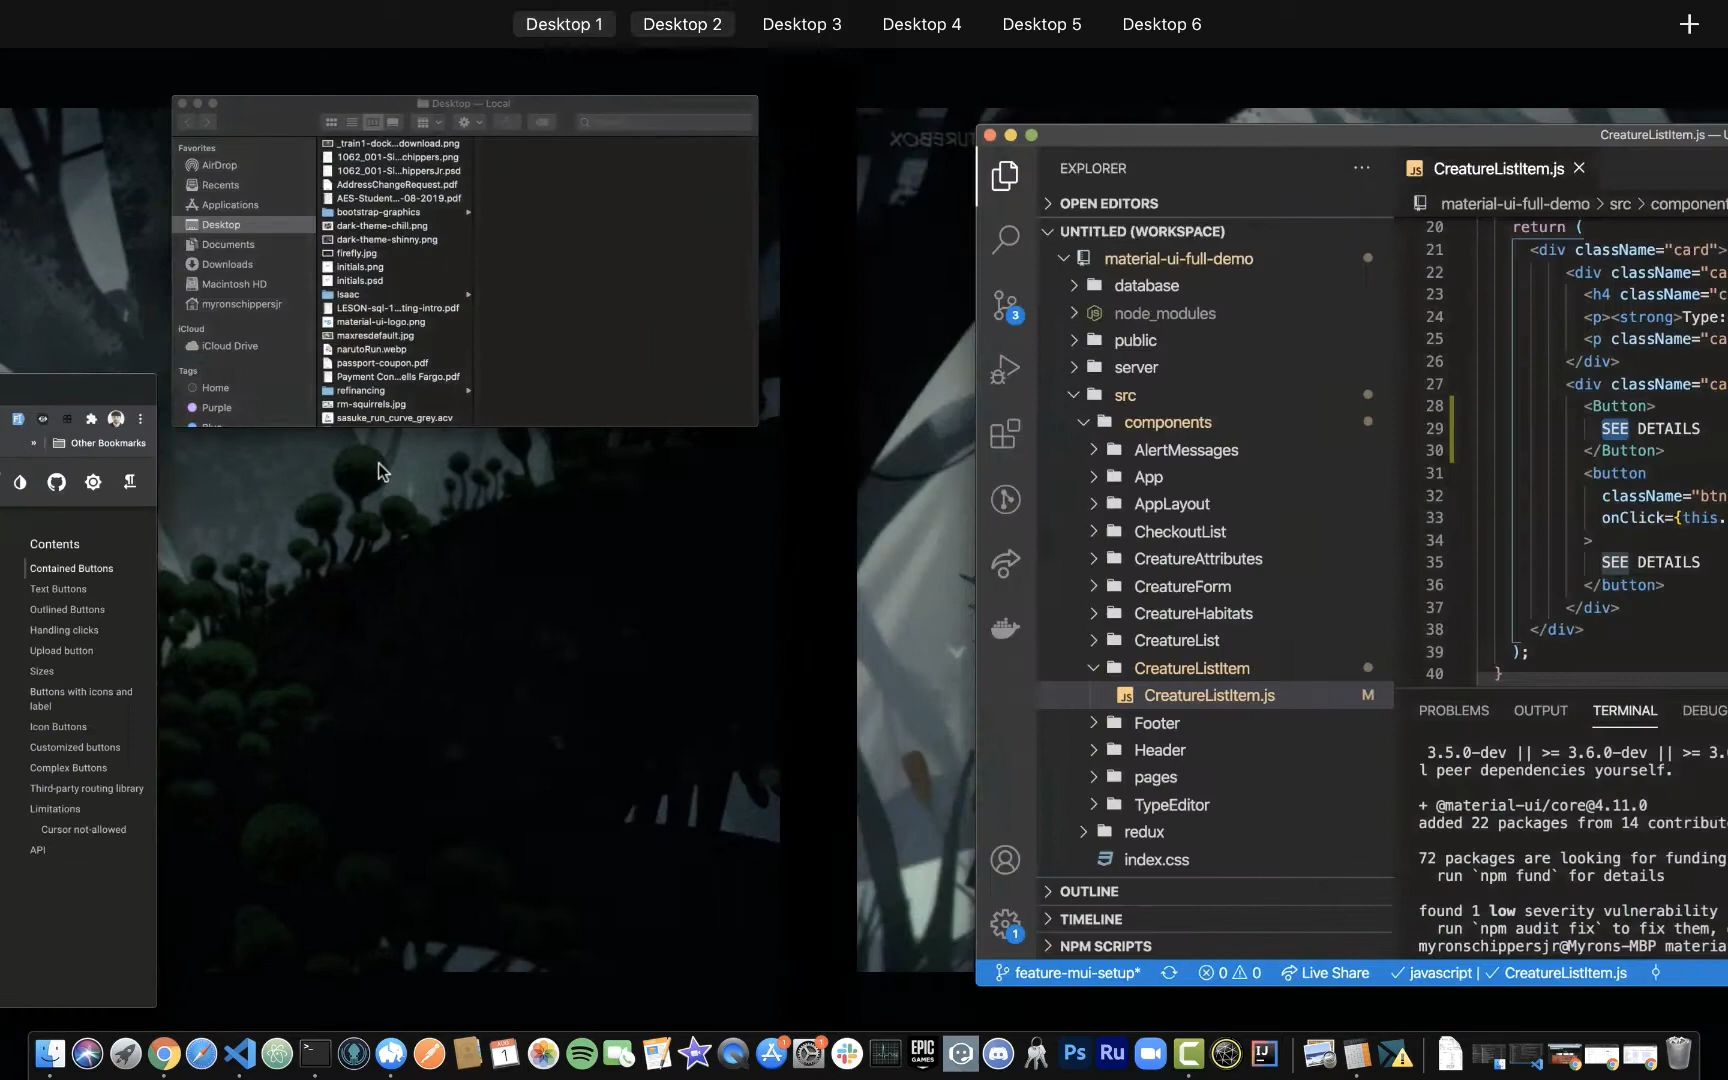 Desktop 1
Desktop 2
Desktop 3
Desktop 4
Desktop 5
Desktop 6
Desktop — Local
Favorites
AirDrop
Recents
Applications
Desktop
Documents
Downloads
Macintosh HD
myronschippersjr
iCloud
iCloud Drive
Tags
Home
Purple
_train1-dock...download.png
1062_001-Si...chippers.png
1062_001-Si...hippersJr.psd
AddressChangeRequest.pdf
AES-Student...-08-2019.pdf
bootstrap-graphics
dark-theme-chill.png
dark-theme-shinny.png
firefly.jpg
initials.png
initials.psd
Isaac
LESON-sql-1...ting-intro.pdf
material-ui-logo.png
maxresdefault.jpg
narutoRun.webp
passport-coupon.pdf
Payment Con...ells Fargo.pdf
refinancing
rm-squirrels.jpg
sasuke_run_curve_grey.acv
» Other Bookmarks
Contents
Contained Buttons
Text Buttons
Outlined Buttons
Handling clicks
Upload button
Sizes
Buttons with icons and
label
Icon Buttons
Customized buttons
Complex Buttons
Third-party routing library
Limitations
Cursor not-allowed
API
CreatureListItem.js —
EXPLORER
OPEN EDITORS
UNTITLED (WORKSPACE)
material-ui-full-demo
database
node_modules
public
server
src
components
AlertMessages
App
AppLayout
CheckoutList
CreatureAttributes
CreatureForm
CreatureHabitats
CreatureList
CreatureListItem
CreatureListItem.js M
Footer
Header
pages
TypeEditor
redux
index.css
OUTLINE
TIMELINE
NPM SCRIPTS
3
1
CreatureListItem.js
material-ui-full-demo > src > component
20 return (
21 <div className="card">
22 <div className="ca
23 <h4 className="c
24 <p><strong>Type:
25 <p className="ca
26 </div>
27 <div className="ca
28 <Button>
29 SEE DETAILS
30 </Button>
31 <button
32 className="btn
33 onClick={this.
34 >
35 SEE DETAILS
36 </button>
37 </div>
38 </div>
39 );
40 }
PROBLEMS OUTPUT TERMINAL DEBUG
3.5.0-dev || >= 3.6.0-dev || >= 3.
l peer dependencies yourself.
+ @material-ui/core@4.11.0
added 22 packages from 14 contribut
72 packages are looking for funding
run `npm fund` for details
found 1 low severity vulnerability
run `npm audit fix` to fix them,
myronschippersjr@Myrons-MBP materia
feature-mui-setup* 0 0 Live Share javascript | CreatureListItem.js
AUG
1
EPIC
GAMES
Ps
Ru
IJ